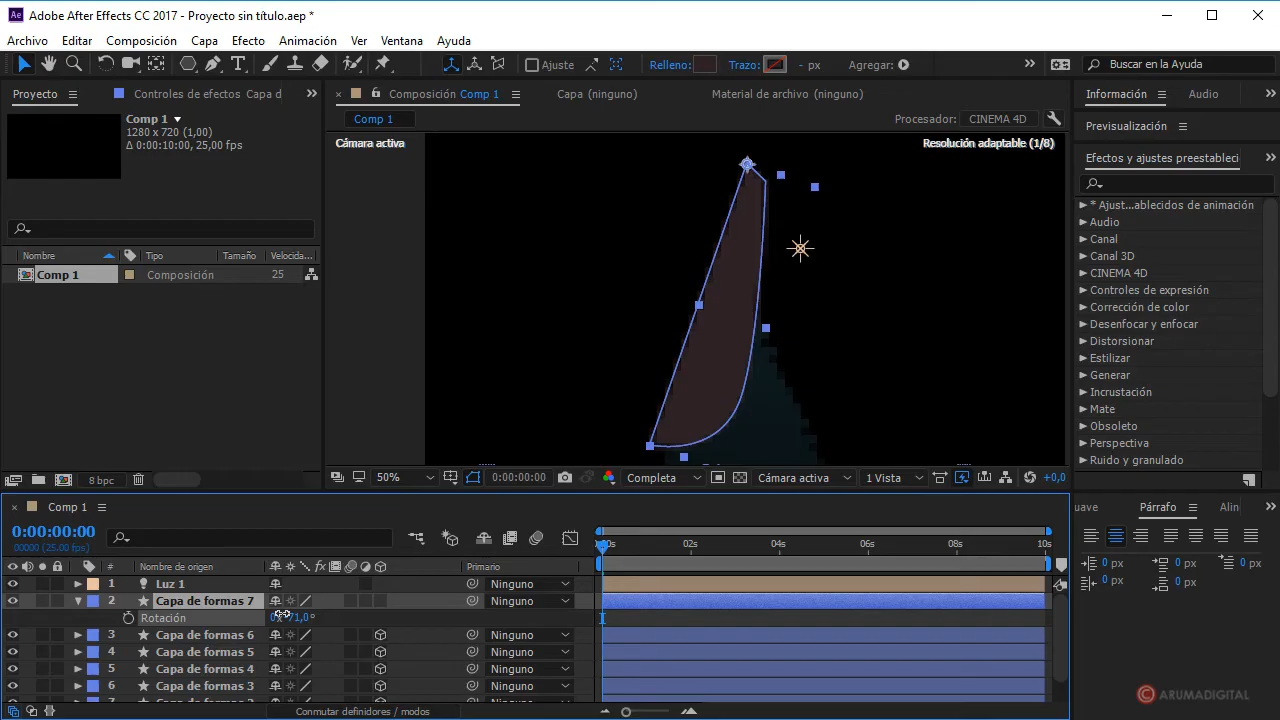 Adobe After Effects CC 2017 - Proyecto sin título.aep *
Archivo Editar Composición Capa Efecto Animación Ver Ventana Ayuda
Ajuste Relleno: Trazo: - px Agregar: Buscar en la Ayuda
Proyecto Controles de efectos Capa d
Composición Comp 1 Capa (ninguno) Material de archivo (ninguno)
Información Audio
Comp 1
1280 x 720 (1,00)
Δ 0:00:10:00, 25,00 fps
Comp 1 Procesador: CINEMA 4D
Previsualización
Cámara activa Resolución adaptable (1/8)
Efectos y ajustes preestableci
* Ajust...ablecidos de animación
Audio
Canal
Canal 3D
CINEMA 4D
Controles de expresión
Corrección de color
Desenfocar y enfocar
Distorsionar
Estilizar
Generar
Incrustación
Mate
Obsoleto
Perspectiva
Ruido y granulado
Nombre Tipo Tamaño Velocida...
Comp 1 Composición 25
8 bpc
50% 0:00:00:00 Completa Cámara activa 1 Vista +0,0
Comp 1
uave Párrafo Alin
0:00:00:00
00000 (25.00 fps)
00s 02s 04s 06s 08s 10s
0 px 0 px 0 px
0 px 0 px
# Nombre de origen Primario
1 Luz 1 Ninguno
2 Capa de formas 7 Ninguno
Rotación
3 Capa de formas 6 Ninguno
4 Capa de formas 5 Ninguno
5 Capa de formas 4 Ninguno
6 Capa de formas 3 Ninguno
Conmutar definidores / modos
© ARUMADIGITAL